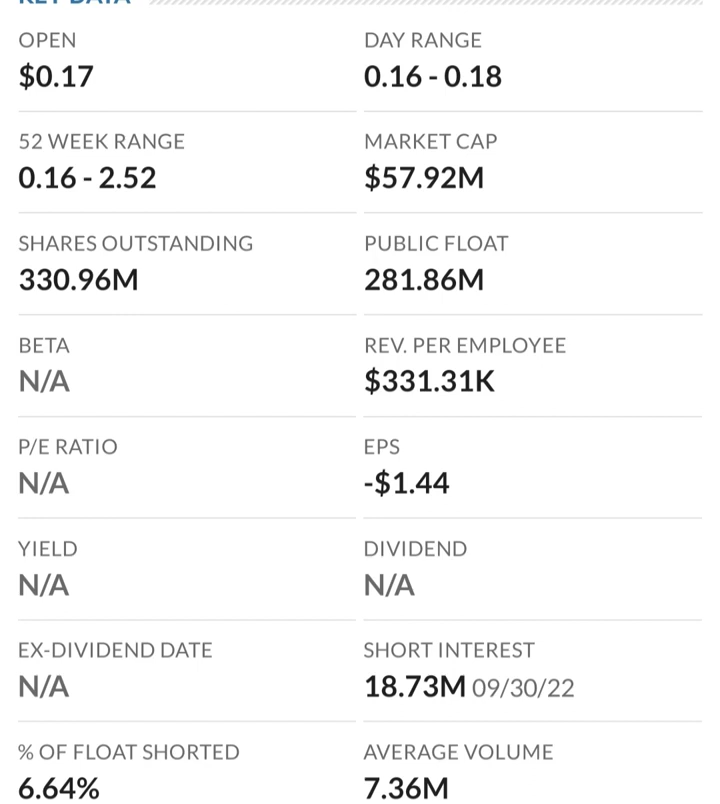 KEY DATA
OPEN
DAY RANGE
$0.17
0.16 - 0.18
52 WEEK RANGE
MARKET CAP
0.16 - 2.52
$57.92M
SHARES OUTSTANDING
PUBLIC FLOAT
330.96M
281.86M
BETA
REV. PER EMPLOYEE
N/A
$331.31K
P/E RATIO
EPS
N/A
-$1.44
YIELD
DIVIDEND
N/A
N/A
EX-DIVIDEND DATE
SHORT INTEREST
N/A
18.73M 09/30/22
% OF FLOAT SHORTED
AVERAGE VOLUME
6.64%
7.36M